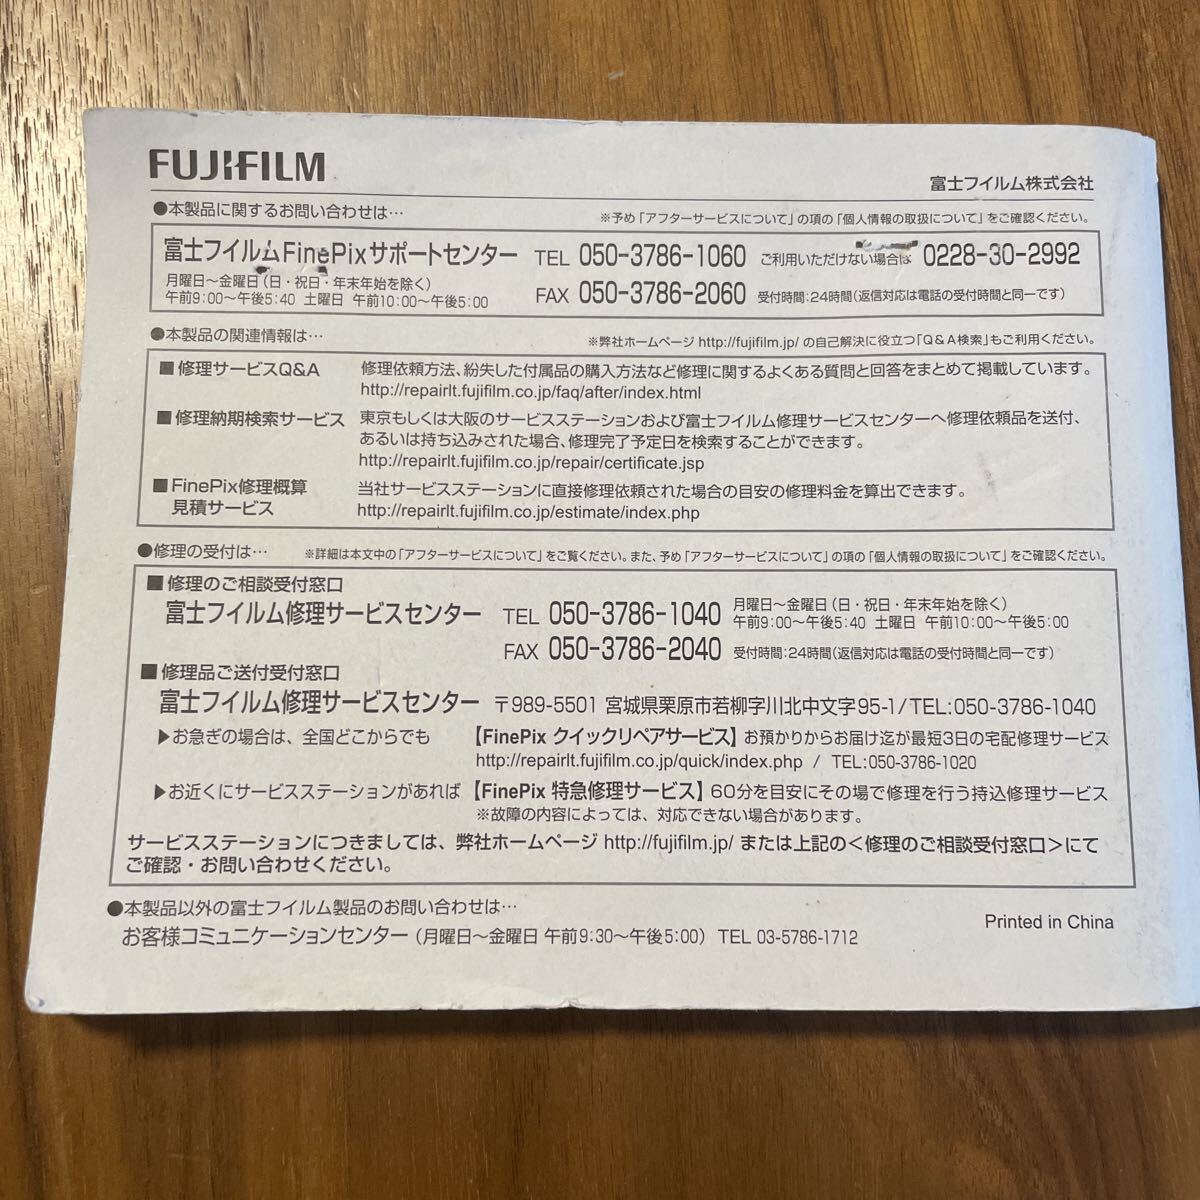 FUJIFILM
富士フイルム株式会社
●本製品に関するお問い合わせは…
※予め「アフターサービスについて」の項の「個人情報の取扱について」をご確認ください。
富士フイルムFinePixサポートセンター TEL 050-3786-1060 ご利用いただけない場合は 0228-30-2992
月曜日〜金曜日(日・祝日・年末年始を除く)
午前9:00〜午後5:40 土曜日 午前10:00〜午後5:00
FAX 050-3786-2060 受付時間:24時間(返信対応は電話の受付時間と同一です)
●本製品の関連情報は…
※弊社ホームページ http://fujifilm.jp/ の自己解決に役立つ「Q&A検索」もご利用ください。
■修理サービスQ&A 修理依頼方法、紛失した付属品の購入方法など修理に関するよくある質問と回答をまとめて掲載しています。
http://repairlt.fujifilm.co.jp/faq/after/index.html
■修理納期検索サービス 東京もしくは大阪のサービスステーションおよび富士フイルム修理サービスセンターへ修理依頼品を送付、
あるいは持ち込みされた場合、修理完了予定日を検索することができます。
http://repairlt.fujifilm.co.jp/repair/certificate.jsp
■FinePix修理概算 当社サービスステーションに直接修理依頼された場合の目安の修理料金を算出できます。
見積サービス http://repairlt.fujifilm.co.jp/estimate/index.php
●修理の受付は… ※詳細は本文中の「アフターサービスについて」をご覧ください。また、予め「アフターサービスについて」の項の「個人情報の取扱について」をご確認ください。
■修理のご相談受付窓口
富士フイルム修理サービスセンター TEL 050-3786-1040 月曜日〜金曜日(日・祝日・年末年始を除く)
午前9:00〜午後5:40 土曜日 午前10:00〜午後5:00
FAX 050-3786-2040 受付時間:24時間(返信対応は電話の受付時間と同一です)
■修理品ご送付受付窓口
富士フイルム修理サービスセンター 〒989-5501 宮城県栗原市若柳字川北中文字95-1/TEL:050-3786-1040
▶お急ぎの場合は、全国どこからでも 【FinePix クイックリペアサービス】お預かりからお届け迄が最短3日の宅配修理サービス
http://repairlt.fujifilm.co.jp/quick/index.php / TEL:050-3786-1020
▶お近くにサービスステーションがあれば 【FinePix 特急修理サービス】60分を目安にその場で修理を行う持込修理サービス
※故障の内容によっては、対応できない場合があります。
サービスステーションにつきましては、弊社ホームページ http://fujifilm.jp/ または上記の<修理のご相談受付窓口>にて
ご確認・お問い合わせください。
●本製品以外の富士フイルム製品のお問い合わせは…
お客様コミュニケーションセンター(月曜日〜金曜日 午前9:30〜午後5:00) TEL 03-5786-1712
Printed in China